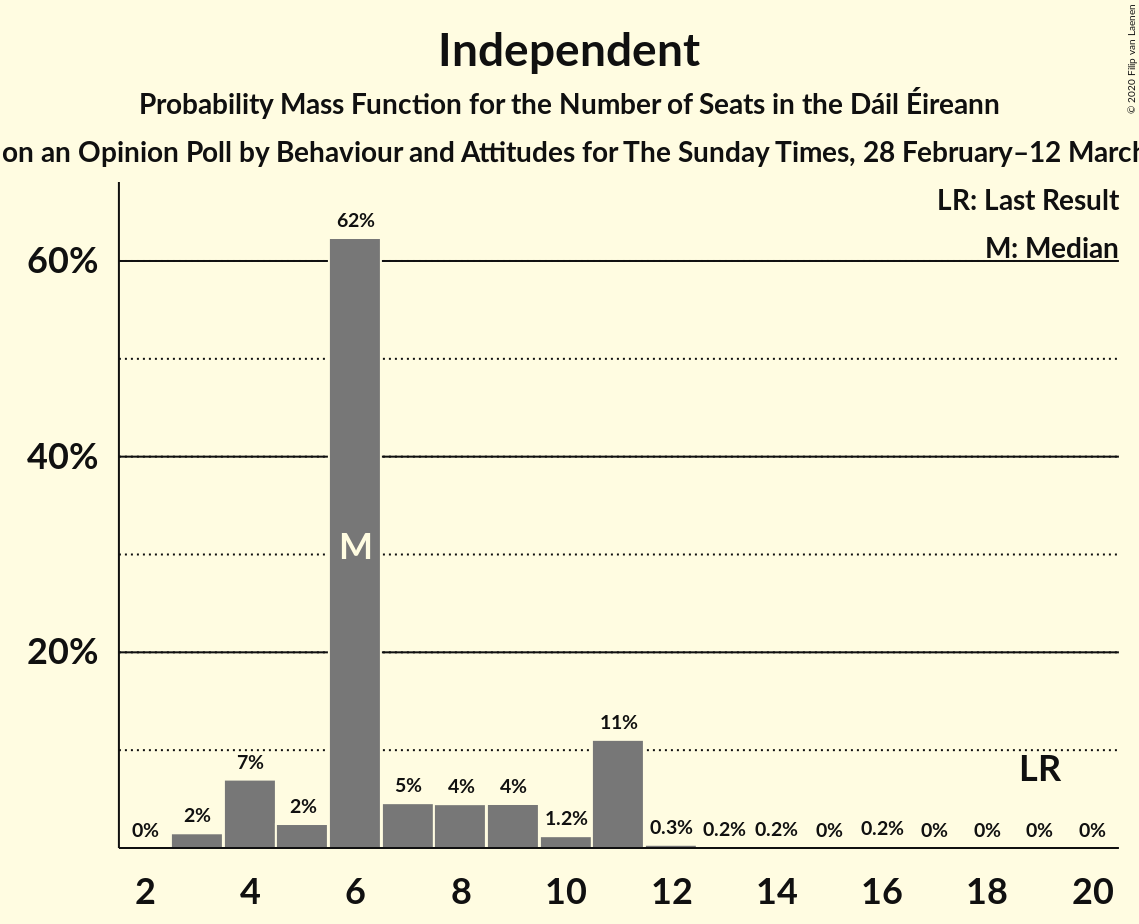 Independent
Probability Mass Function for the Number of Seats in the Dáil Éireann
on an Opinion Poll by Behaviour and Attitudes for The Sunday Times, 28 February–12 March
© 2020 Filip van Laenen
LR: Last Result
M: Median
60%
40%
20%
0%
2%
7%
2%
62%
5%
4%
4%
1.2%
11%
0.3%
0.2%
0.2%
0%
0.2%
0%
0%
0%
0%
M
LR
2 4 6 8 10 12 14 16 18 20